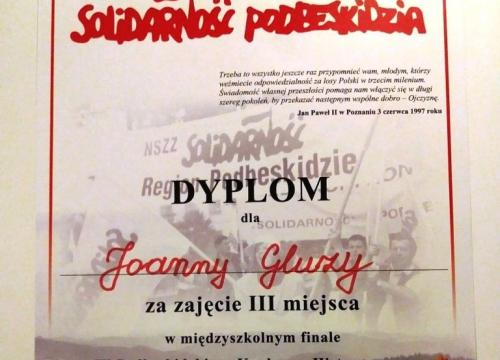 SOLIDARNOŚĆ PODBESKIDZIA
Trzeba to wszystko jeszcze raz przypomnieć wam, młodym, którzy
weźmiecie odpowiedzialność za losy Polski w trzecim milenium.
Świadomość własnej przeszłości pomaga nam włączyć się w długi
szereg pokoleń, by przekazać następnym wspólne dobro – Ojczyznę.
Jan Paweł II w Poznaniu 3 czerwca 1997 roku
NSZZ SOLIDARNOŚĆ
Region Podbeskidzie
DYPLOM
dla
SOLIDARNOŚĆ
Joanny Gluzy
za zajęcie III miejsca
w międzyszkolnym finale